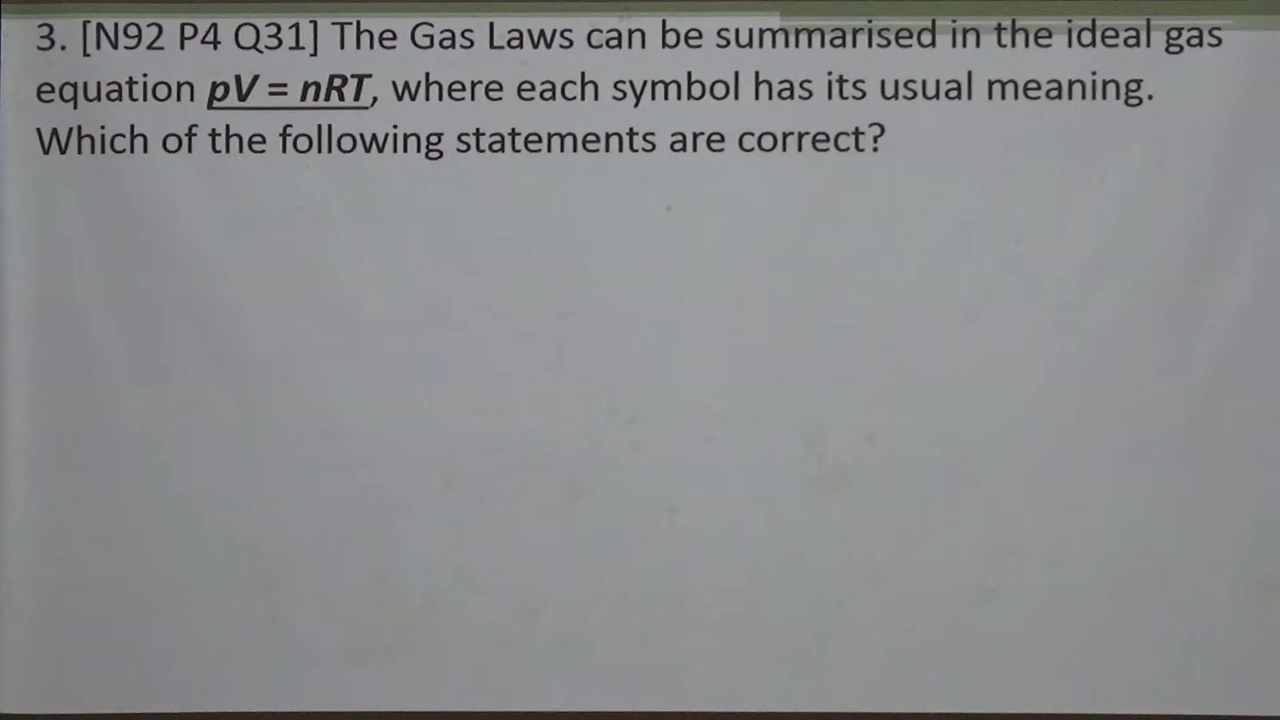 3. [N92 P4 Q31] The Gas Laws can be summarised in the ideal gas
equation pV = nRT, where each symbol has its usual meaning.
Which of the following statements are correct?